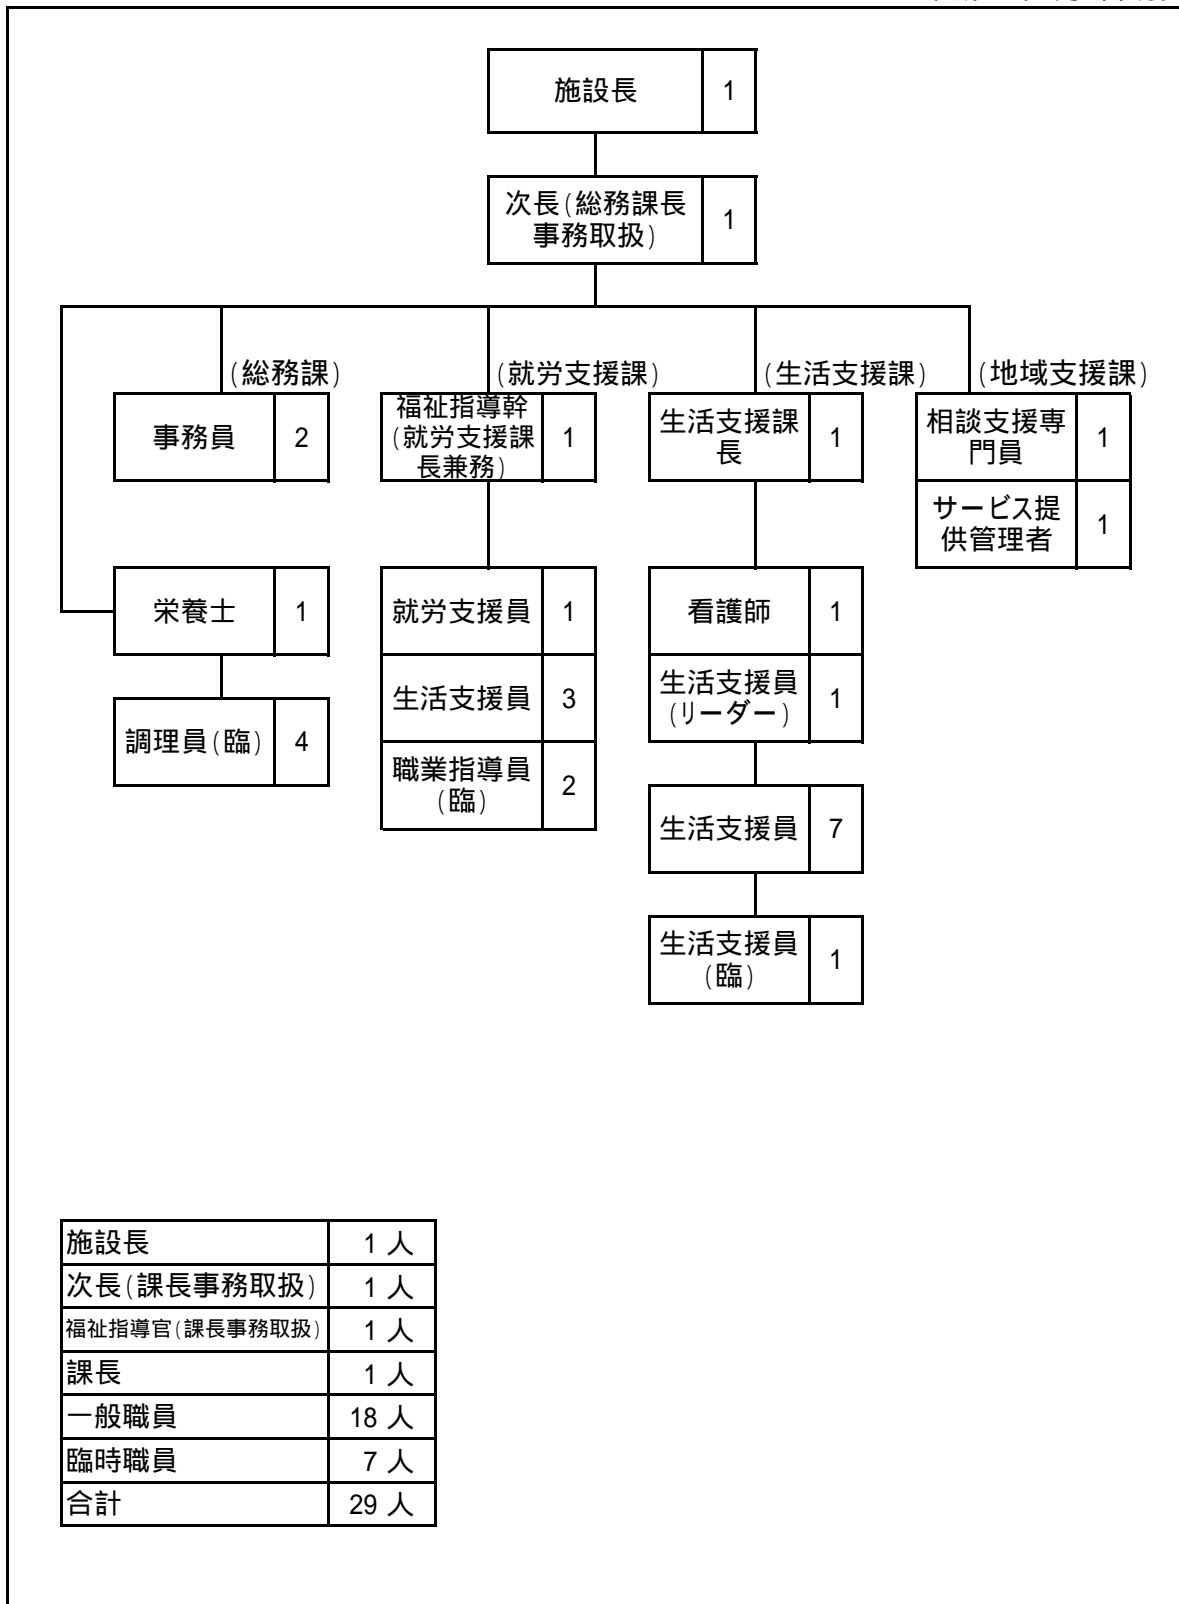 施設長 1
次長(総務課長
事務取扱) 1
(総務課) (就労支援課) (生活支援課) (地域支援課)
事務員 2
福祉指導幹
(就労支援課
長兼務) 1
生活支援課
長 1
相談支援専
門員 1
サービス提
供管理者 1
栄養士 1
就労支援員 1
看護師 1
生活支援員 3
生活支援員
(リーダー) 1
調理員(臨) 4
職業指導員
(臨) 2
生活支援員 7
生活支援員
(臨) 1
施設長 1 人
次長(課長事務取扱) 1 人
福祉指導官(課長事務取扱) 1 人
課長 1 人
一般職員 18 人
臨時職員 7 人
合計 29 人